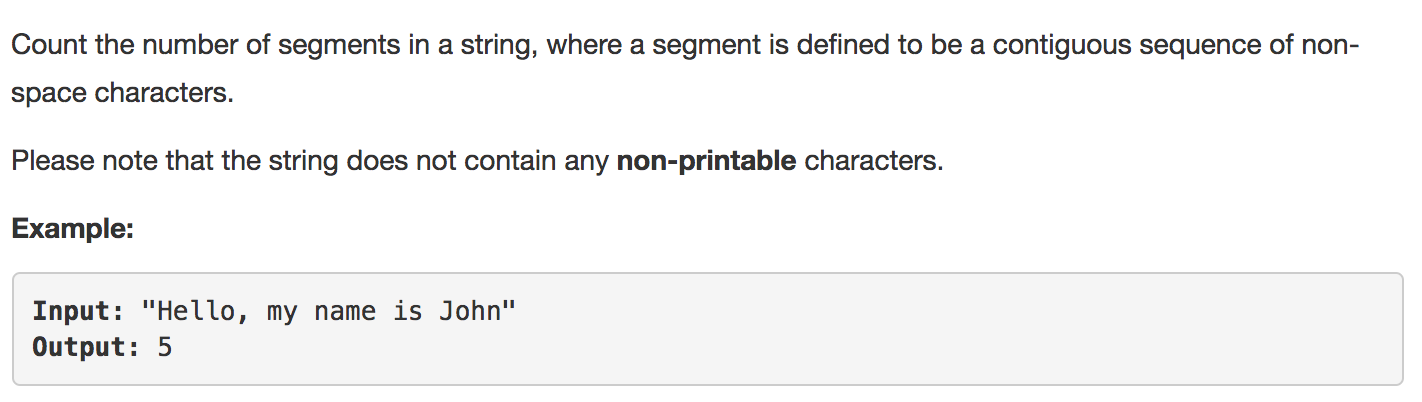 Count the number of segments in a string, where a segment is defined to be a contiguous sequence of non-
space characters.
Please note that the string does not contain any non-printable characters.
Example:
Input: "Hello, my name is John"
Output: 5